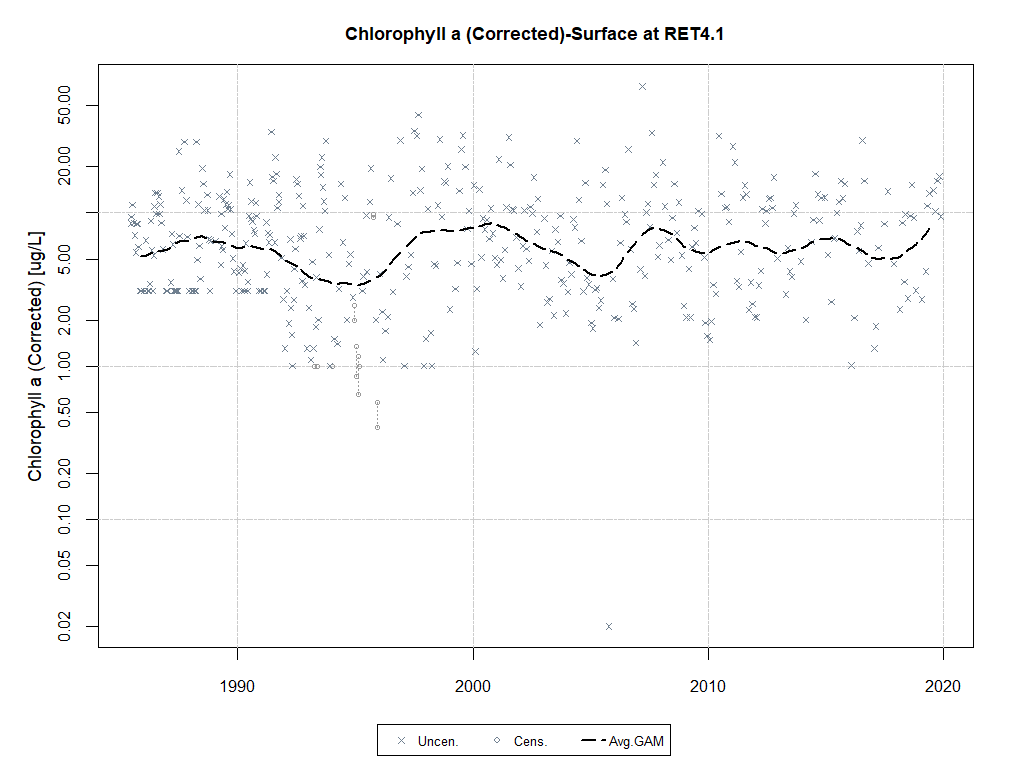 Chlorophyll a (Corrected)-Surface at RET4.1
Chlorophyll a (Corrected) [ug/L]
50.00
20.00
5.00
2.00
1.00
0.50
0.20
0.10
0.05
0.02
1990 2000 2010 2020
Uncen. Cens. Avg.GAM